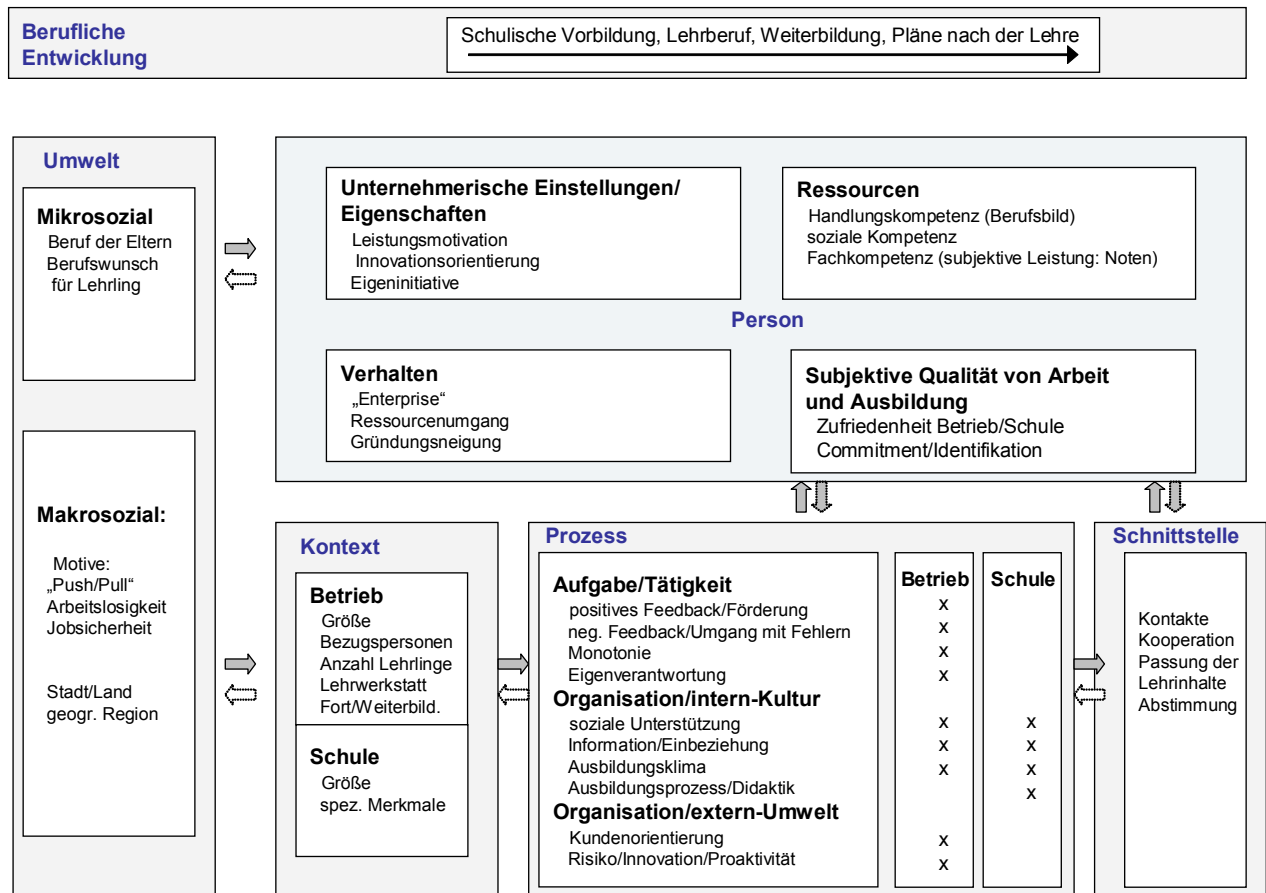 Berufliche
Entwicklung
Schulische Vorbildung, Lehrberuf, Weiterbildung, Pläne nach der Lehre
Umwelt
Mikrosozial
Beruf der Eltern
Berufswunsch
für Lehrling
Makrosozial:
Motive:
„Push/Pull“
Arbeitslosigkeit
Jobsicherheit
Stadt/Land
geogr. Region
Unternehmerische Einstellungen/
Eigenschaften
Leistungsmotivation
Innovationsorientierung
Eigeninitiative
Ressourcen
Handlungskompetenz (Berufsbild)
soziale Kompetenz
Fachkompetenz (subjektive Leistung: Noten)
Person
Verhalten
„Enterprise“
Ressourcenumgang
Gründungsneigung
Subjektive Qualität von Arbeit
und Ausbildung
Zufriedenheit Betrieb/Schule
Commitment/Identifikation
Kontext
Betrieb
Größe
Bezugspersonen
Anzahl Lehrlinge
Lehrwerkstatt
Fort/Weiterbild.
Schule
Größe
spez. Merkmale
Prozess
Betrieb Schule
Aufgabe/Tätigkeit
positives Feedback/Förderung x
neg. Feedback/Umgang mit Fehlern x
Monotonie x
Eigenverantwortung x
Organisation/intern-Kultur
soziale Unterstützung x x
Information/Einbeziehung x x
Ausbildungsklima x x
Ausbildungsprozess/Didaktik x
Organisation/extern-Umwelt
Kundenorientierung x
Risiko/Innovation/Proaktivität x
Schnittstelle
Kontakte
Kooperation
Passung der
Lehrinhalte
Abstimmung